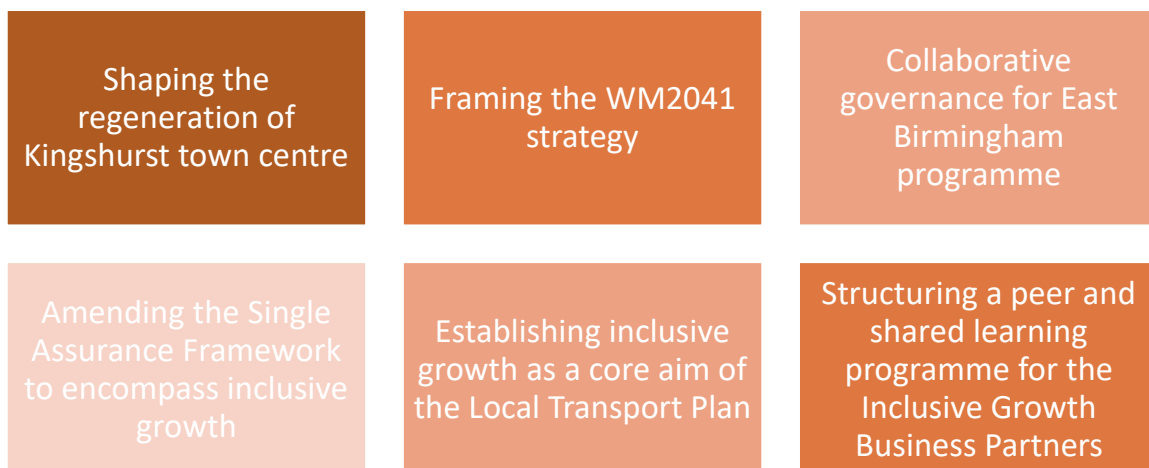 Shaping the
regeneration of
Kingshurst town centre
Framing the WM2041
strategy
Collaborative
governance for East
Birmingham
programme
Amending the Single
Assurance Framework
to encompass inclusive
growth
Establishing inclusive
growth as a core aim of
the Local Transport Plan
Structuring a peer and
shared learning
programme for the
Inclusive Growth
Business Partners